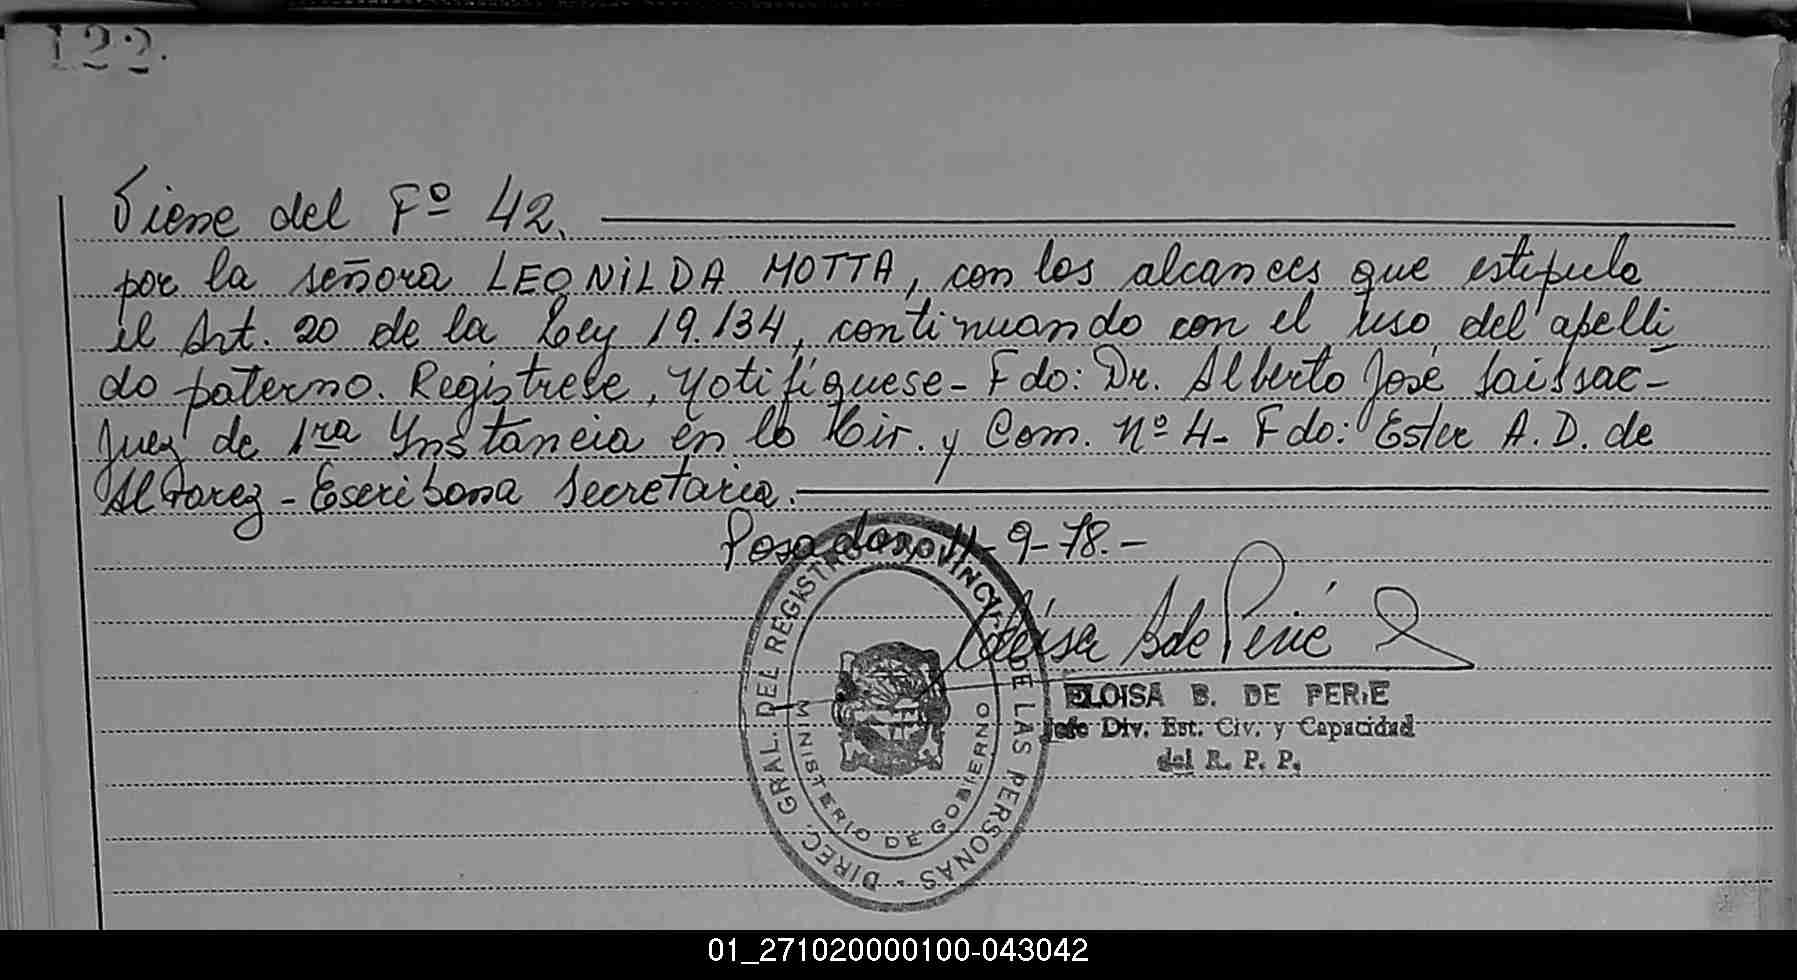 122.
Viene del Fº 42.
por la señora LEONILDA MOTTA, con los alcances que estipula
el Art. 20 de la Ley 19.134, continuando con el uso del apelli
do paterno. Regístrese, Notifíquese - Fdo: Dr. Alberto José
Juez de 1ra Instancia en lo Civ. y Com. Nº 4 - Fdo: Ester A. D. de
Alvarez - Escribana Secretaria.
Posadas, 11-9-78.-
Eloísa B de Perié
ELOISA B. DE PERIE
Jefe Div. Est. Civ. y Capacidad
del R. P. P.
DIREC. GRAL. DEL REGISTRO PROVINCIAL DE LAS PERSONAS
MINISTERIO DE GOBIERNO
01_271020000100-043042